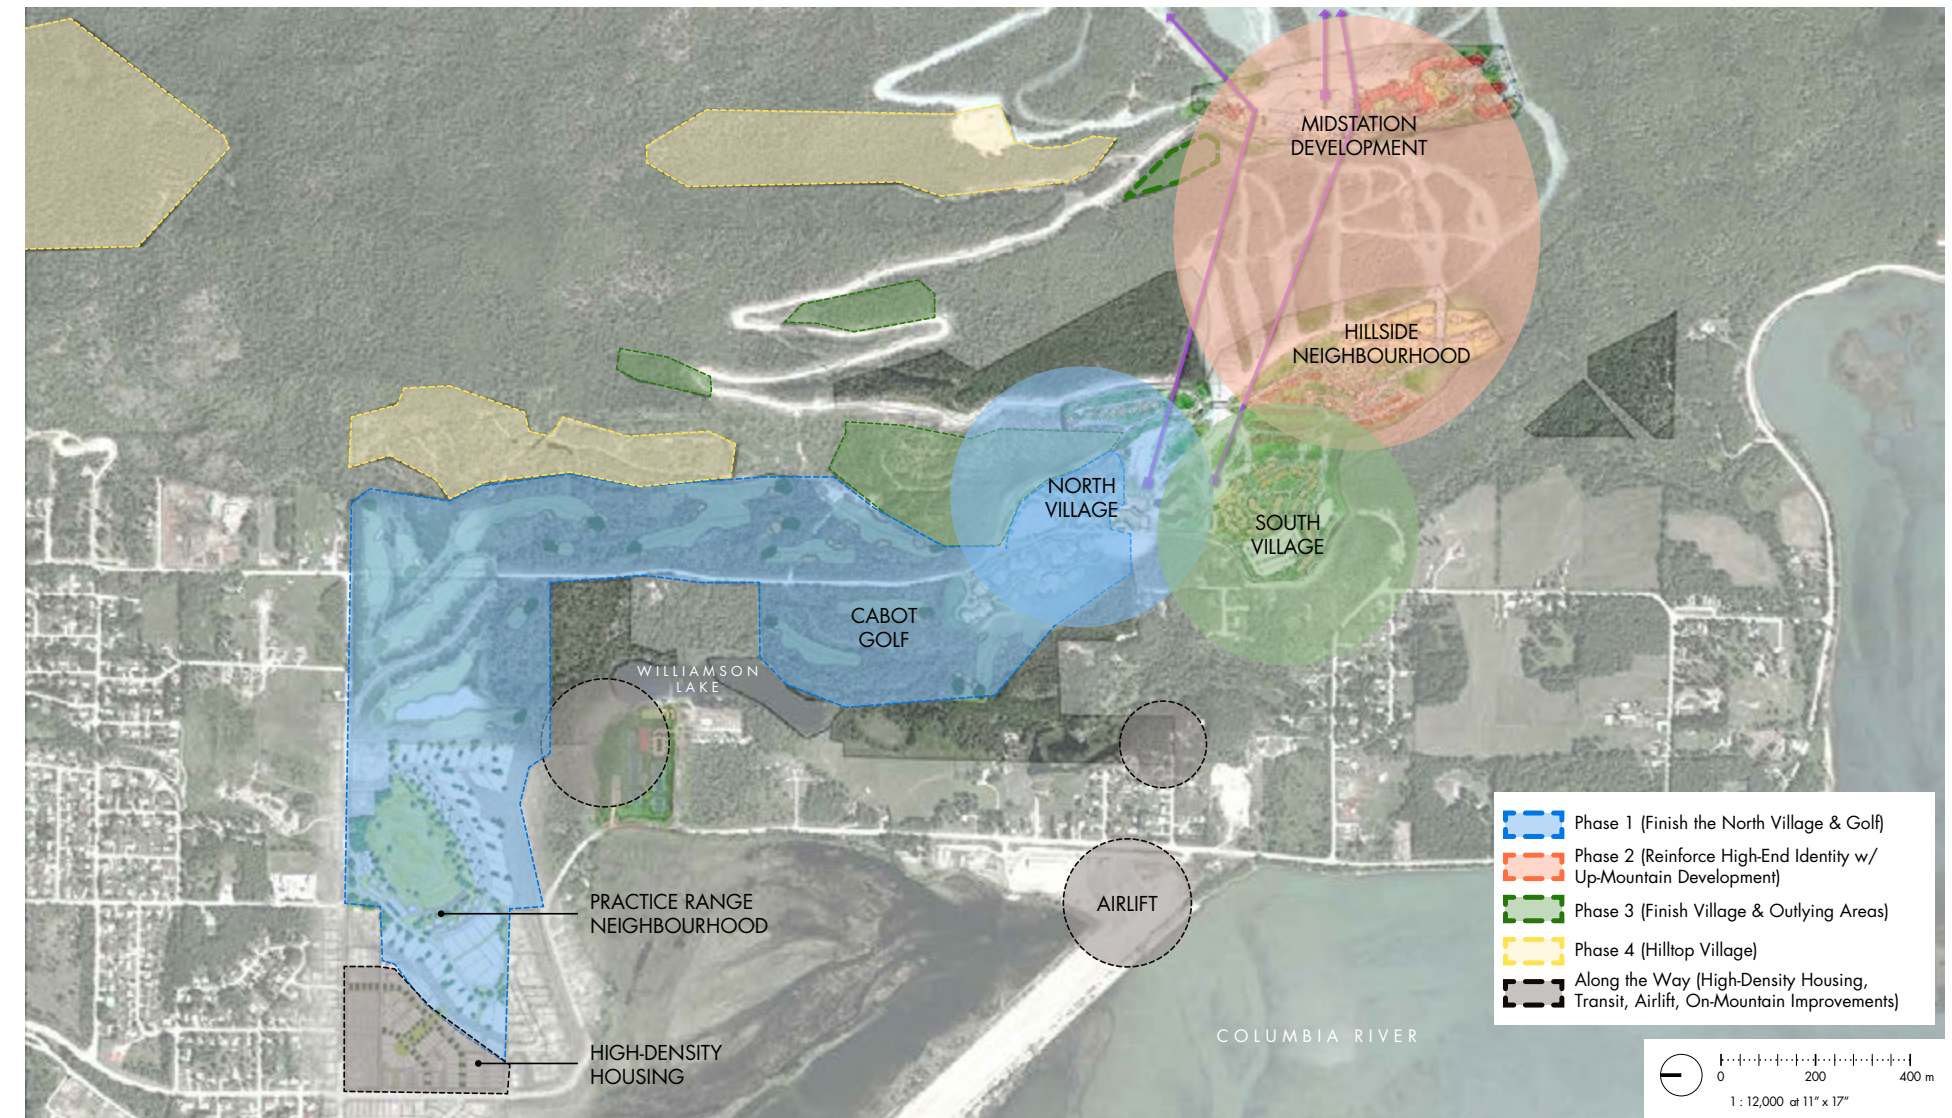 MIDSTATION
DEVELOPMENT
HILLSIDE
NEIGHBOURHOOD
NORTH
VILLAGE
SOUTH
VILLAGE
CABOT
GOLF
WILLIAMSON
LAKE
AIRLIFT
PRACTICE RANGE
NEIGHBOURHOOD
HIGH-DENSITY
HOUSING
COLUMBIA RIVER
Phase 1 (Finish the North Village & Golf)
Phase 2 (Reinforce High-End Identity w/
Up-Mountain Development)
Phase 3 (Finish Village & Outlying Areas)
Phase 4 (Hilltop Village)
Along the Way (High-Density Housing,
Transit, Airlift, On-Mountain Improvements)
0 200 400 m
1 : 12,000 at 11" x 17"